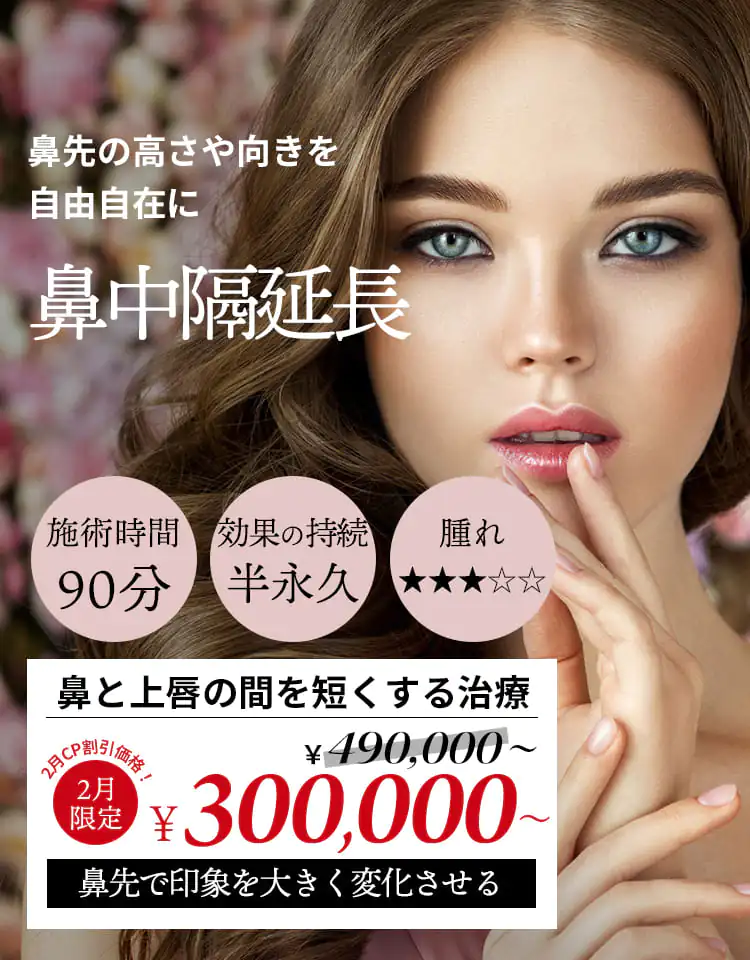 鼻先の高さや向きを
自由自在に
鼻中隔延長
施術時間
90分
効果の持続
半永久
腫れ
★★★☆☆
鼻と上唇の間を短くする治療
¥490,000~
2月CP割引価格！
2月
限定
¥300,000~
鼻先で印象を大きく変化させる